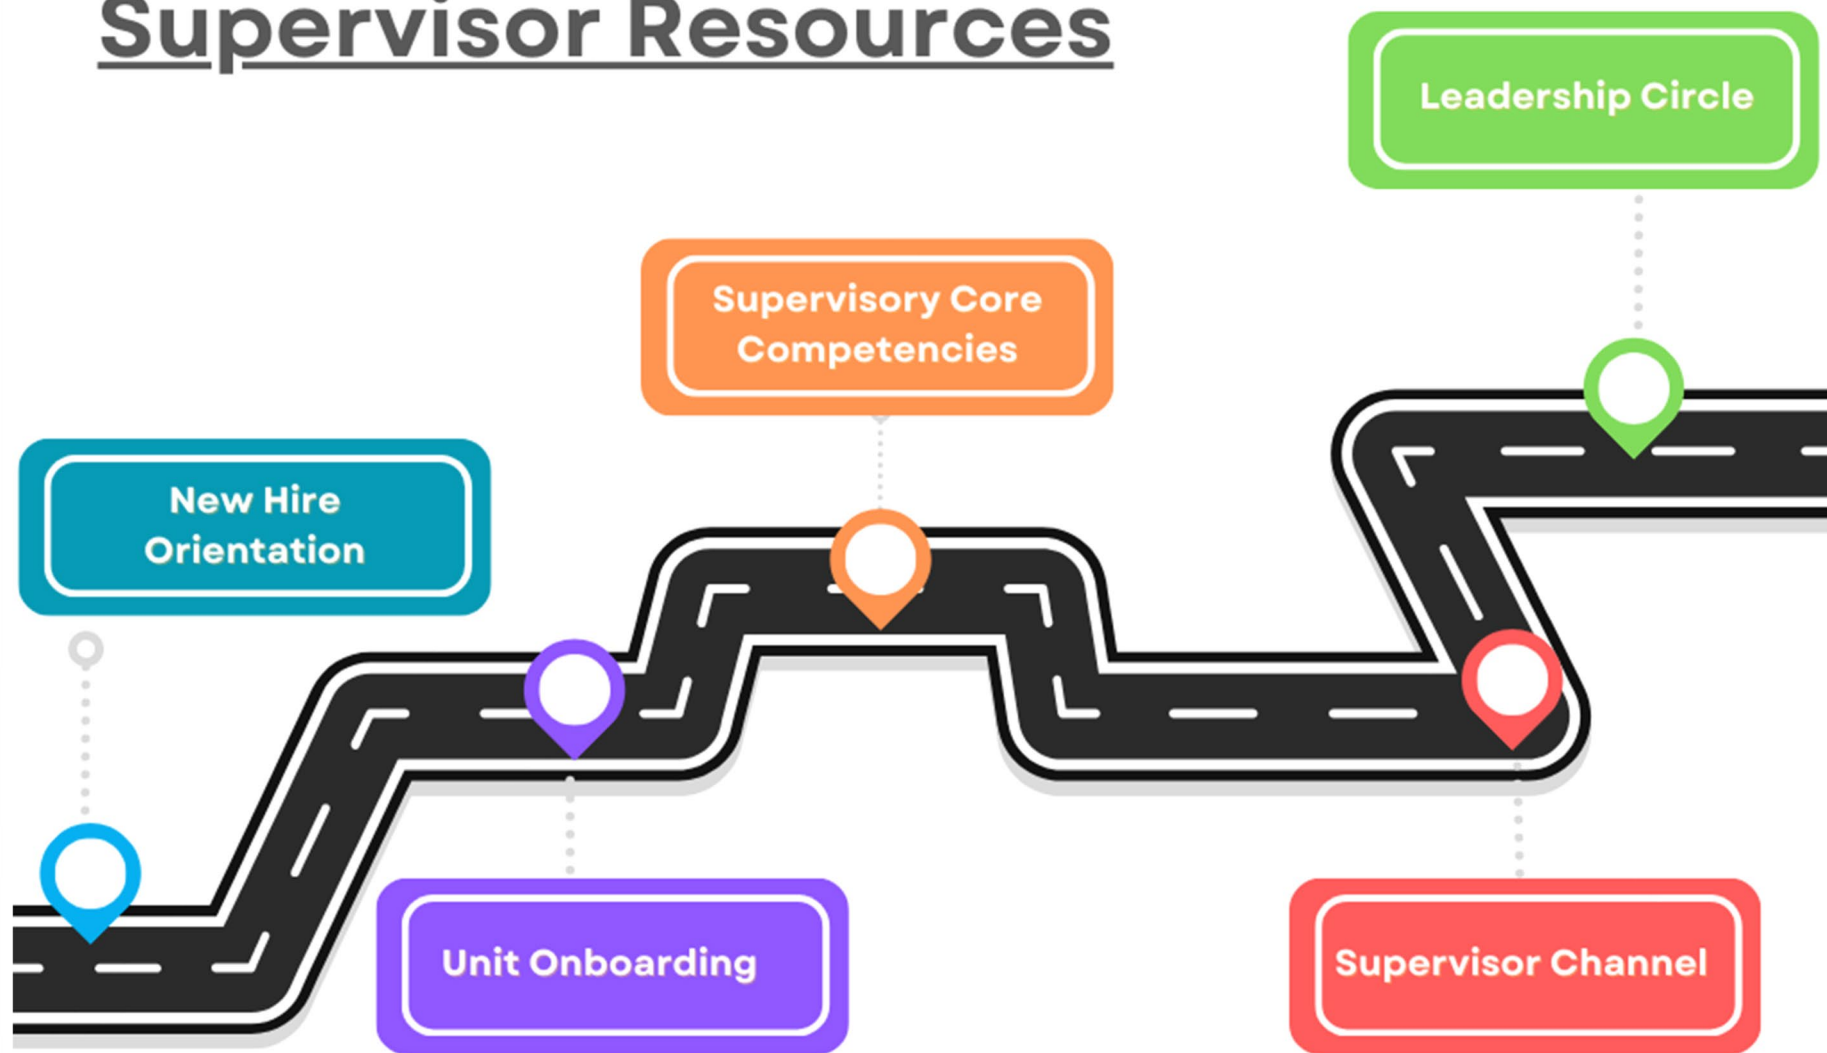 Supervisor Resources
Leadership Circle
Supervisory Core
Competencies
New Hire
Orientation
Unit Onboarding
Supervisor Channel